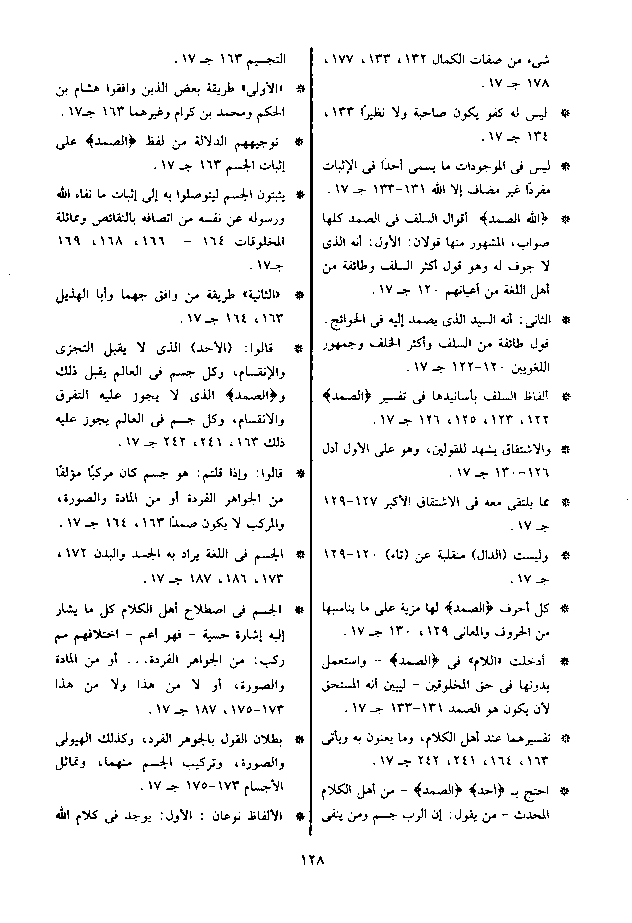 شىء من صفات الكمال ١٣٢، ١٣٣، ١٧٧،
١٧٨ جـ ١٧.
* ليس له كفو يكون صاحبة ولا نظيرًا ١٣٣،
١٣٤ جـ ١٧.
* ليس فى الموجودات ما يسمى أحدًا فى الإثبات
مفردًا غير مضاف إلا الله ١٣١-١٣٣ جـ ١٧.
* ﴿الله الصمد﴾ أقوال السلف فى الصمد كلها
صواب، المشهور منها قولان: الأول: أنه الذى
لا جوف له وهو قول أكثر السلف وطائفة من
أهل اللغة من أعيانهم ١٢٠ جـ ١٧.
* الثانى: أنه السيد الذى يصمد إليه فى الحوائج.
قول طائفة من السلف وأكثر الخلف وجمهور
اللغويين ١٢٠-١٢٢ جـ ١٧.
* ألفاظ السلف بأسانيدها فى تفسير ﴿الصمد﴾
١٢٢، ١٢٣، ١٢٥، ١٢٦ جـ ١٧.
* والاشتقاق يشهد للقولين، وهو على الأول أدل
١٢٦-١٣٠ جـ ١٧.
* مما يلتقى معه فى الاشتقاق الأكبر ١٢٧-١٢٩
جـ ١٧.
* وليست (الدال) منقلبة عن (تاء) ١٢٠-١٢٩
جـ ١٧.
* كل أحرف ﴿الصمد﴾ لها مزية على ما يناسبها
من الحروف والمعانى ١٢٩، ١٣٠ جـ ١٧.
* أدخلت «اللام» فى ﴿الصمد﴾ - واستعمل
بدونها فى حق المخلوقين - ليبين أنه المستحق
لأن يكون هو الصمد ١٣١-١٣٣ جـ ١٧.
* تفسيرهما عند أهل الكلام، وما يعنون به ويأتى
١٦٣، ١٦٤، ٢٤١، ٢٤٢ جـ ١٧.
* احتج بـ ﴿أحد﴾ ﴿الصمد﴾ - من أهل الكلام
المحدث - من يقول: إن الرب جسم ومن ينفى
التجسيم ١٦٣ جـ ١٧.
* «الأولى» طريقة بعض الذين وافقوا هشام بن
الحكم ومحمد بن كرام وغيرهما ١٦٣ جـ١٧.
* توجيههم الدلالة من لفظ ﴿الصمد﴾ على
إثبات الجسم ١٦٣ جـ ١٧.
* يثبتون الجسم ليتوصلوا به إلى إثبات ما نفاه الله
ورسوله عن نفسه من اتصافه بالنقائص ومماثلة
المخلوقات ١٦٤ - ١٦٦، ١٦٨، ١٦٩
جـ١٧.
* «الثانية» طريقة من وافق جهما وأبا الهذيل
١٦٣، ١٦٤ جـ ١٧.
* قالوا: (الأحد) الذى لا يقبل التجزى
والإنقسام، وكل جسم فى العالم يقبل ذلك
و﴿الصمد﴾ الذى لا يجوز عليه التفرق
والانقسام، وكل جسم فى العالم يجوز عليه
ذلك ١٦٣، ٢٤١، ٢٤٢ جـ ١٧.
* قالوا: وإذا قلتم: هو جسم كان مركبًا مؤلفًا
من الجواهر الفردة أو من المادة والصورة،
والمركب لا يكون صمدًا ١٦٣، ١٦٤ جـ ١٧.
* الجسم فى اللغة يراد به الجسد والبدن ١٧٢،
١٧٣، ١٨٦، ١٨٧ جـ ١٧.
* الجسم فى اصطلاح أهل الكلام كل ما يشار
إليه إشارة حسية - فهو أعم - اختلافهم مم
ركب: من الجواهر الفردة... أو من المادة
والصورة، أو لا من هذا ولا من هذا
١٧٣-١٧٥، ١٨٧ جـ ١٧.
* بطلان القول بالجوهر الفرد، وكذلك الهيولى
والصورة، وتركيب الجسم منهما، وتماثل
الأجسام ١٧٣-١٧٥ جـ ١٧.
* الألفاظ نوعان : الأول: يوجد فى كلام الله
١٢٨